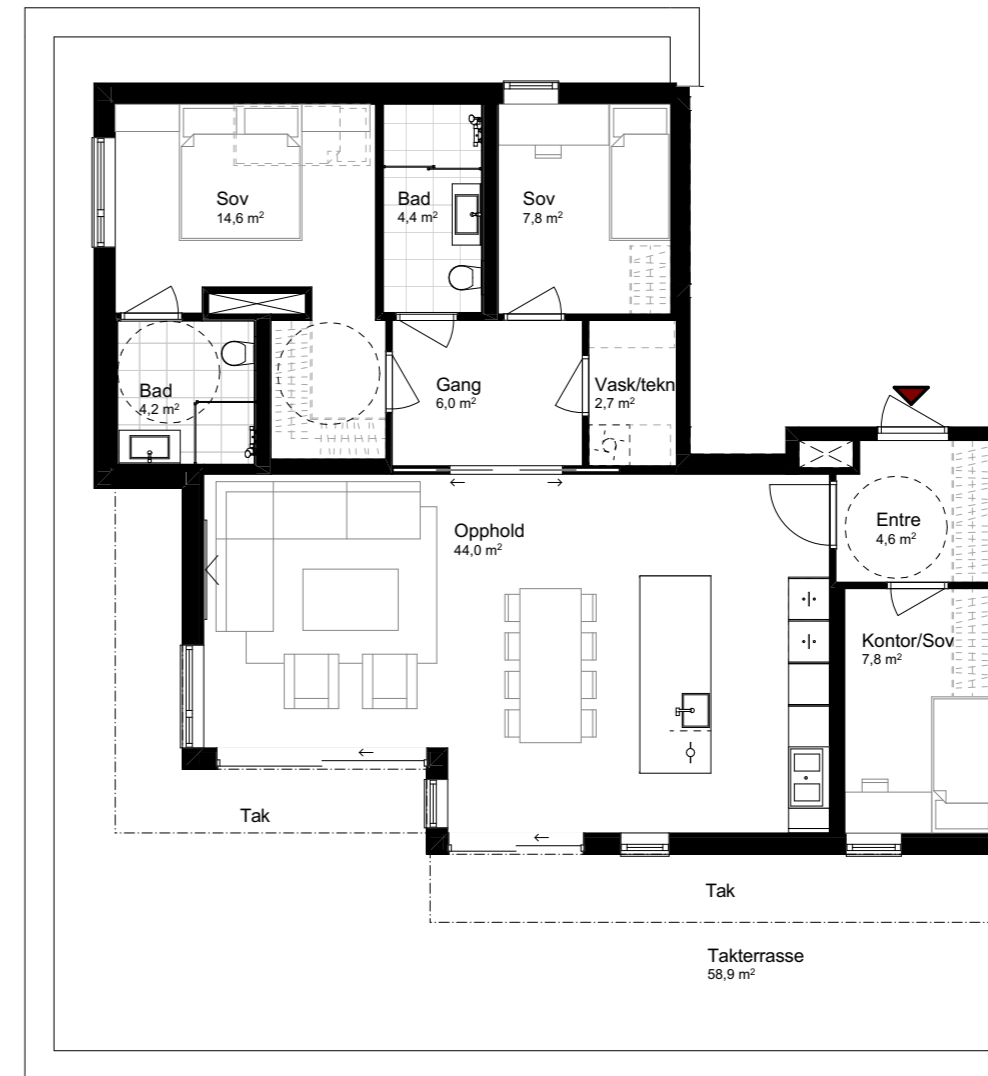 Sov
14,6 m²
Bad
4,4 m²
Sov
7,8 m²
Bad
4,2 m²
Gang
6,0 m²
Vask/tekn
2,7 m²
Opphold
44,0 m²
Entre
4,6 m²
Kontor/Sov
7,8 m²
Tak
Tak
Takterrasse
58,9 m²